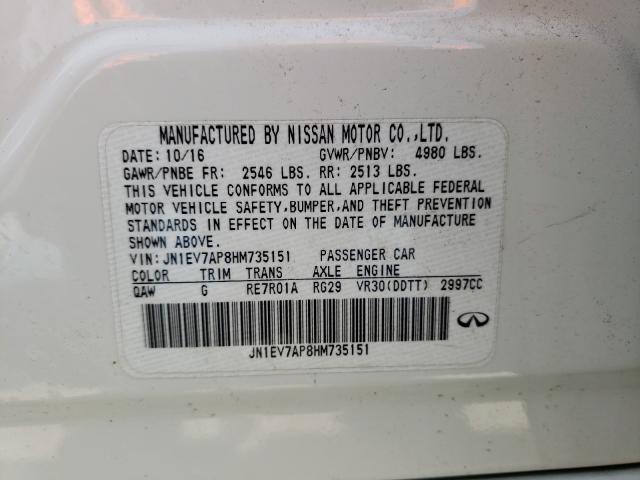 MANUFACTURED BY NISSAN MOTOR CO.,LTD.
DATE: 10/16 GVWR/PNBV: 4980 LBS.
GAWR/PNBE FR: 2546 LBS. RR: 2513 LBS.
THIS VEHICLE CONFORMS TO ALL APPLICABLE FEDERAL
MOTOR VEHICLE SAFETY,BUMPER,AND THEFT PREVENTION
STANDARDS IN EFFECT ON THE DATE OF MANUFACTURE
SHOWN ABOVE.
VIN: JN1EV7AP8HM735151 PASSENGER CAR
COLOR TRIM TRANS AXLE ENGINE
QAW G RE7R01A RG29 VR30(DDTT) 2997CC
JN1EV7AP8HM735151
INFINITI